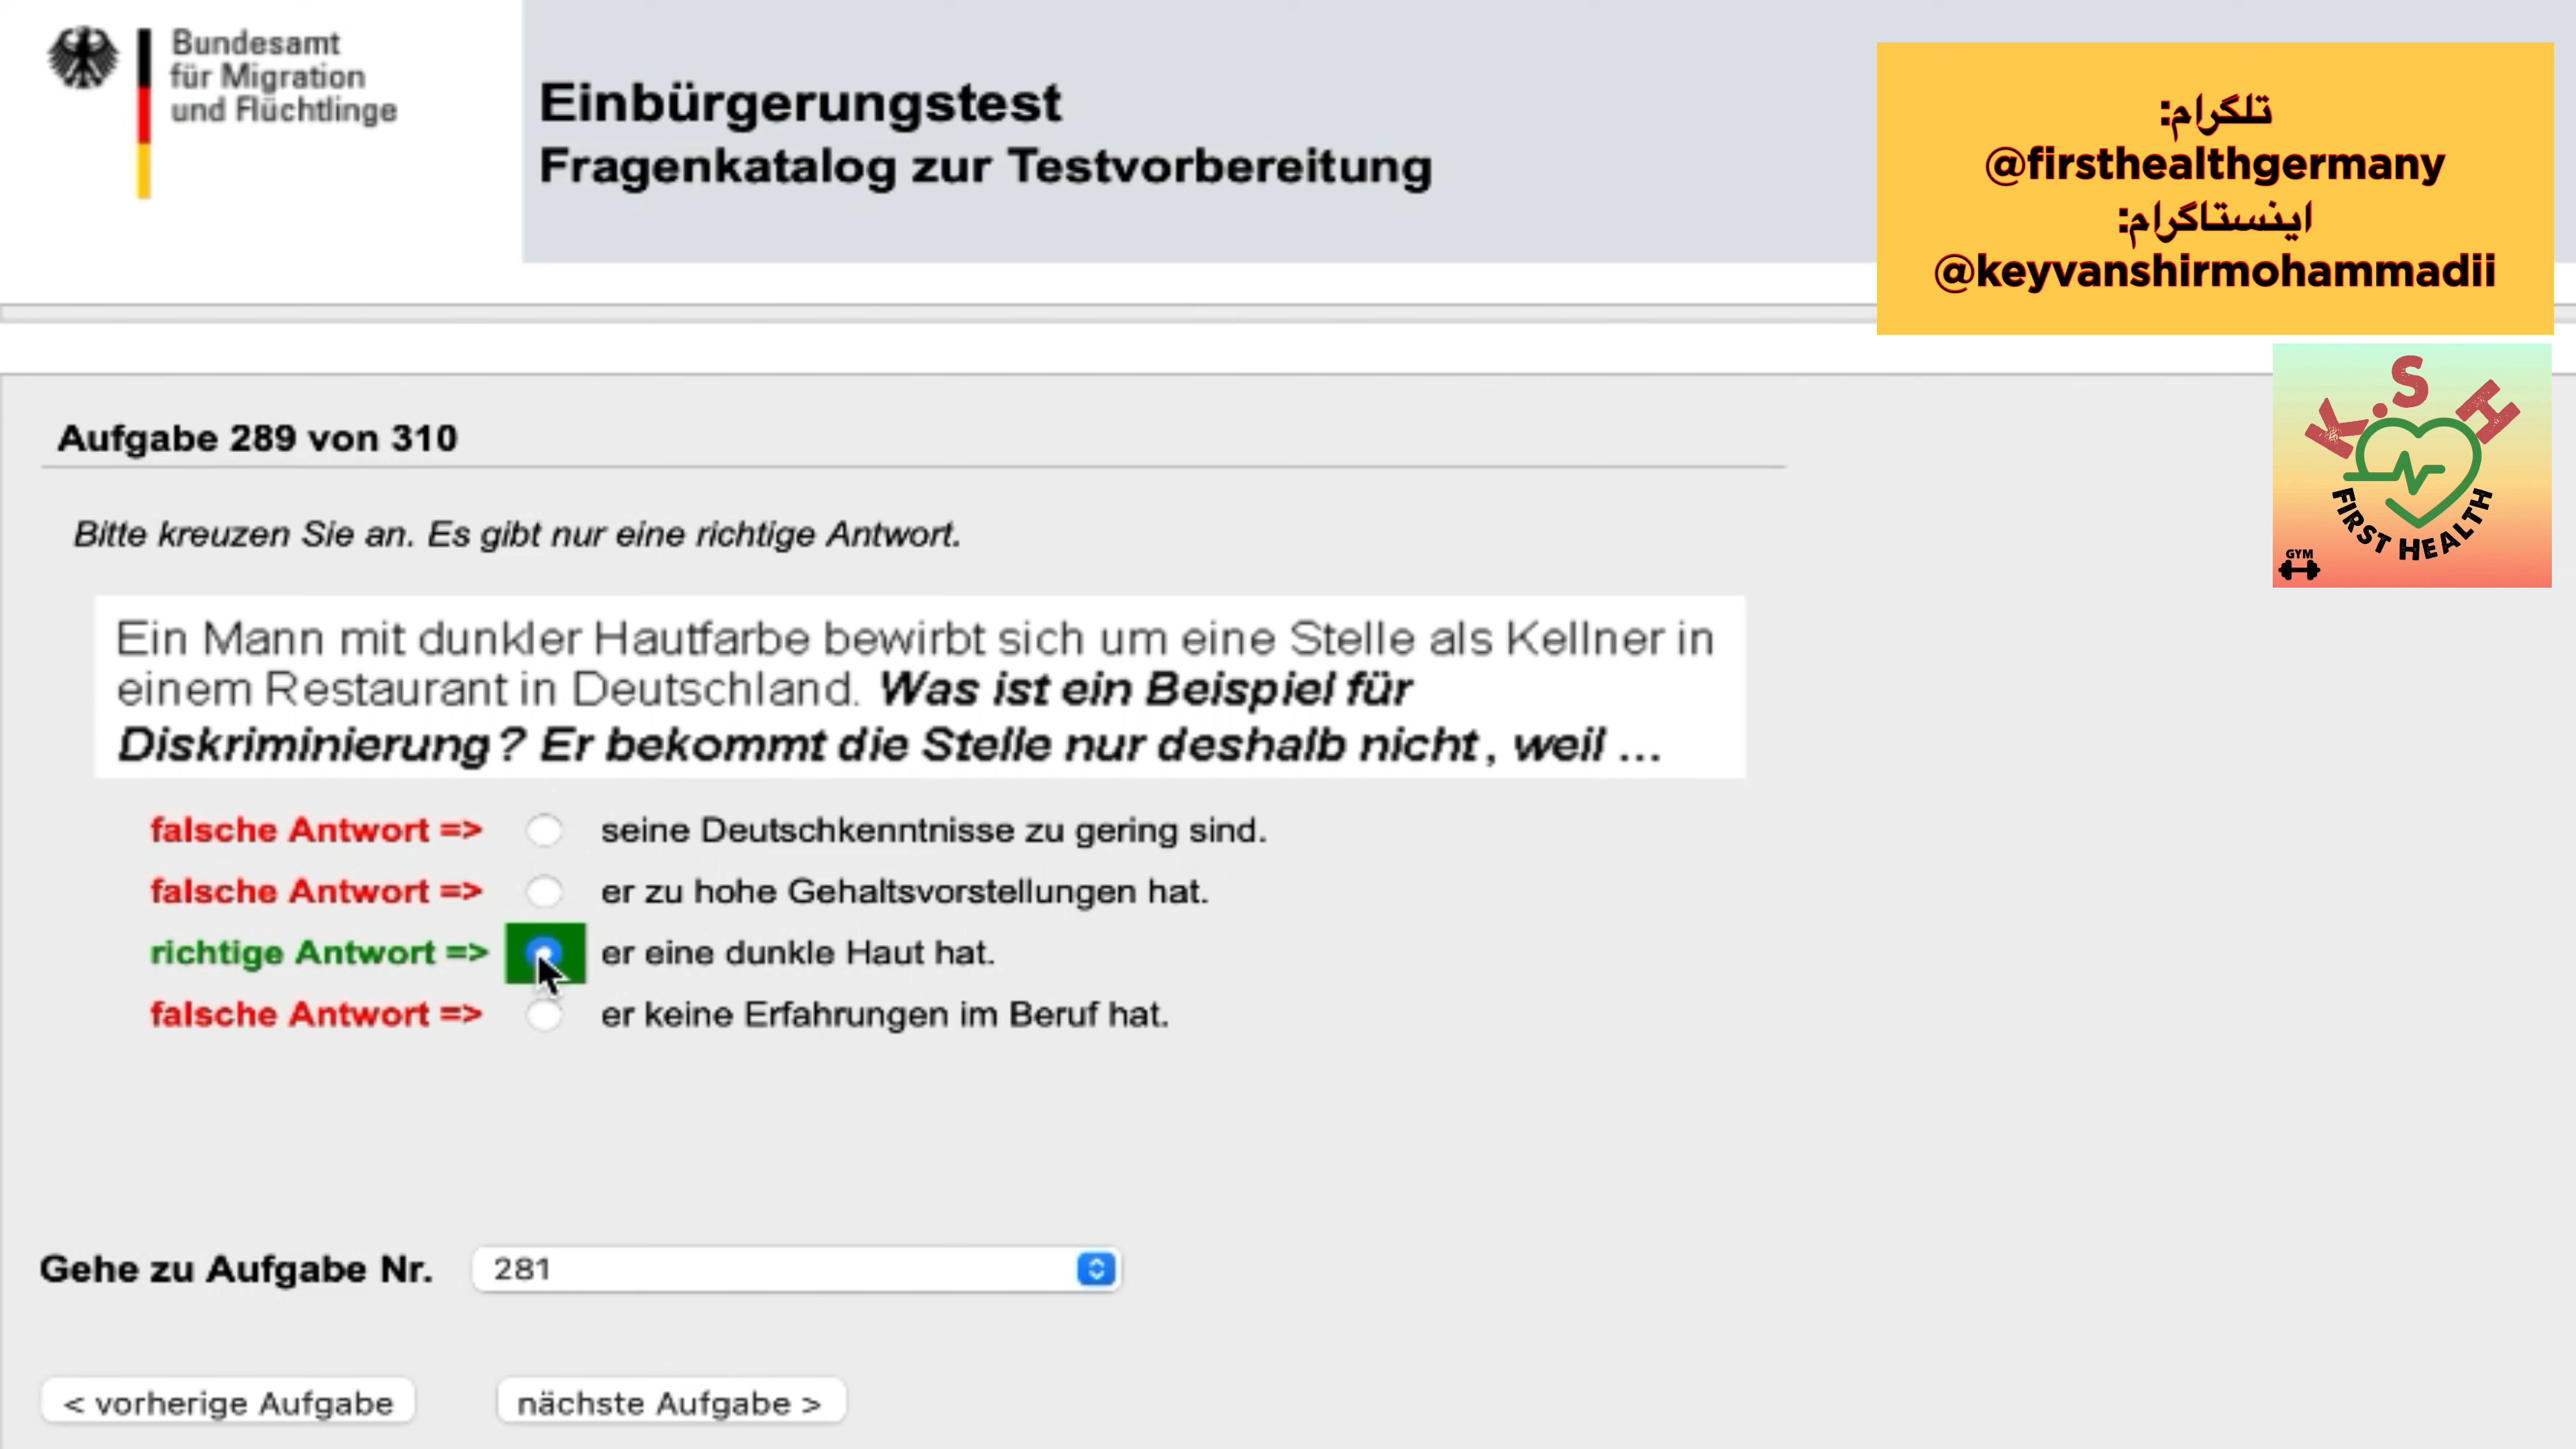 Bundesamt
für Migration
und Flüchtlinge
Einbürgerungstest
Fragenkatalog zur Testvorbereitung
تلگرام:
@firsthealthgermany
اینستاگرام:
@keyvanshirmohammadii
K.SH
FIRST HEALTH
GYM
Aufgabe 289 von 310
Bitte kreuzen Sie an. Es gibt nur eine richtige Antwort.
Ein Mann mit dunkler Hautfarbe bewirbt sich um eine Stelle als Kellner in
einem Restaurant in Deutschland. Was ist ein Beispiel für
Diskriminierung? Er bekommt die Stelle nur deshalb nicht, weil ...
falsche Antwort => seine Deutschkenntnisse zu gering sind.
falsche Antwort => er zu hohe Gehaltsvorstellungen hat.
richtige Antwort => er eine dunkle Haut hat.
falsche Antwort => er keine Erfahrungen im Beruf hat.
Gehe zu Aufgabe Nr. 281
< vorherige Aufgabe nächste Aufgabe >